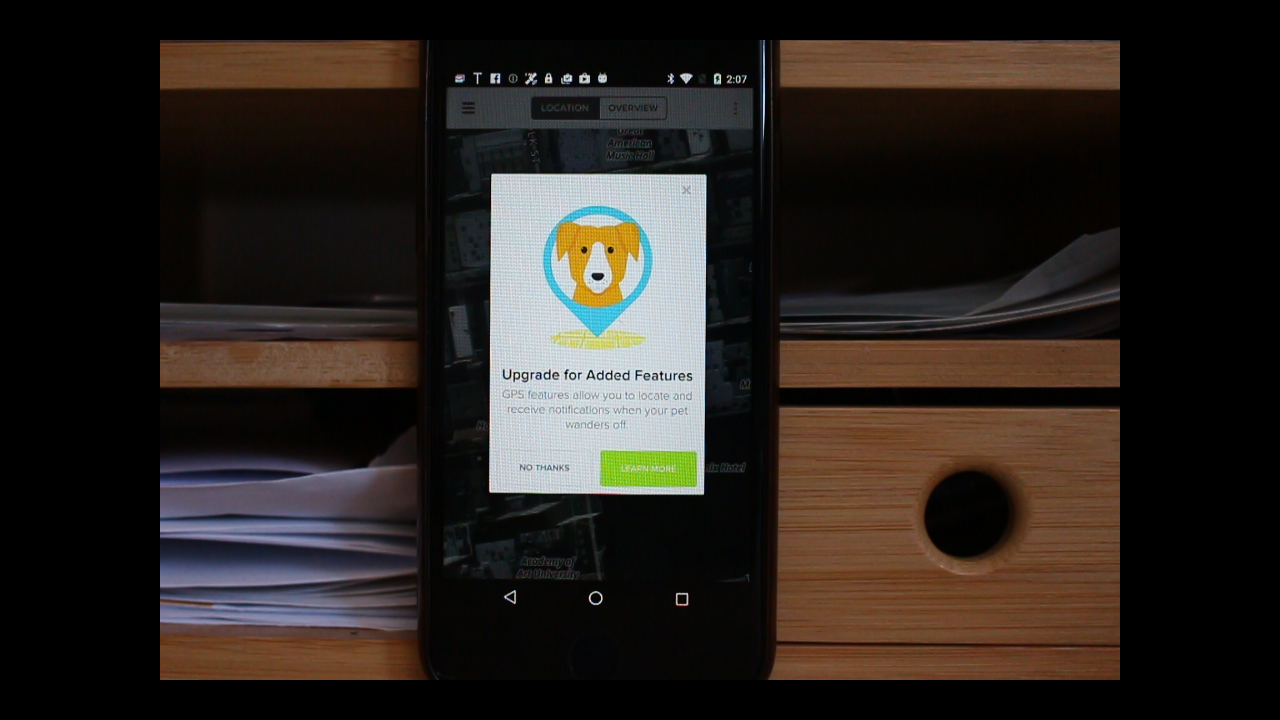 2:07
LOCATION OVERVIEW
Great
American
Music Hall
Upgrade for Added Features
GPS features allow you to locate and
receive notifications when your pet
wanders off.
NO THANKS LEARN MORE
Hotel
Academy of
Art University